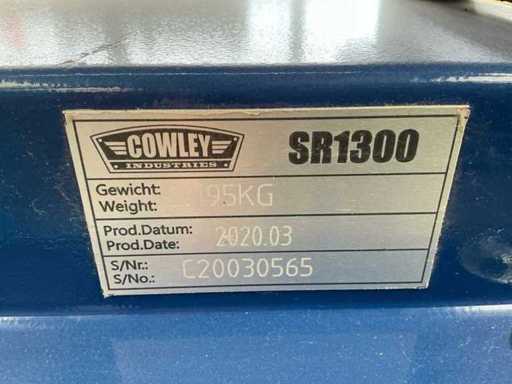 COWLEY
INDUSTRIES
SR1300
Gewicht:
Weight: 195KG
Prod.Datum:
Prod.Date: 2020.03
S/Nr.:
S/No.: C20030565